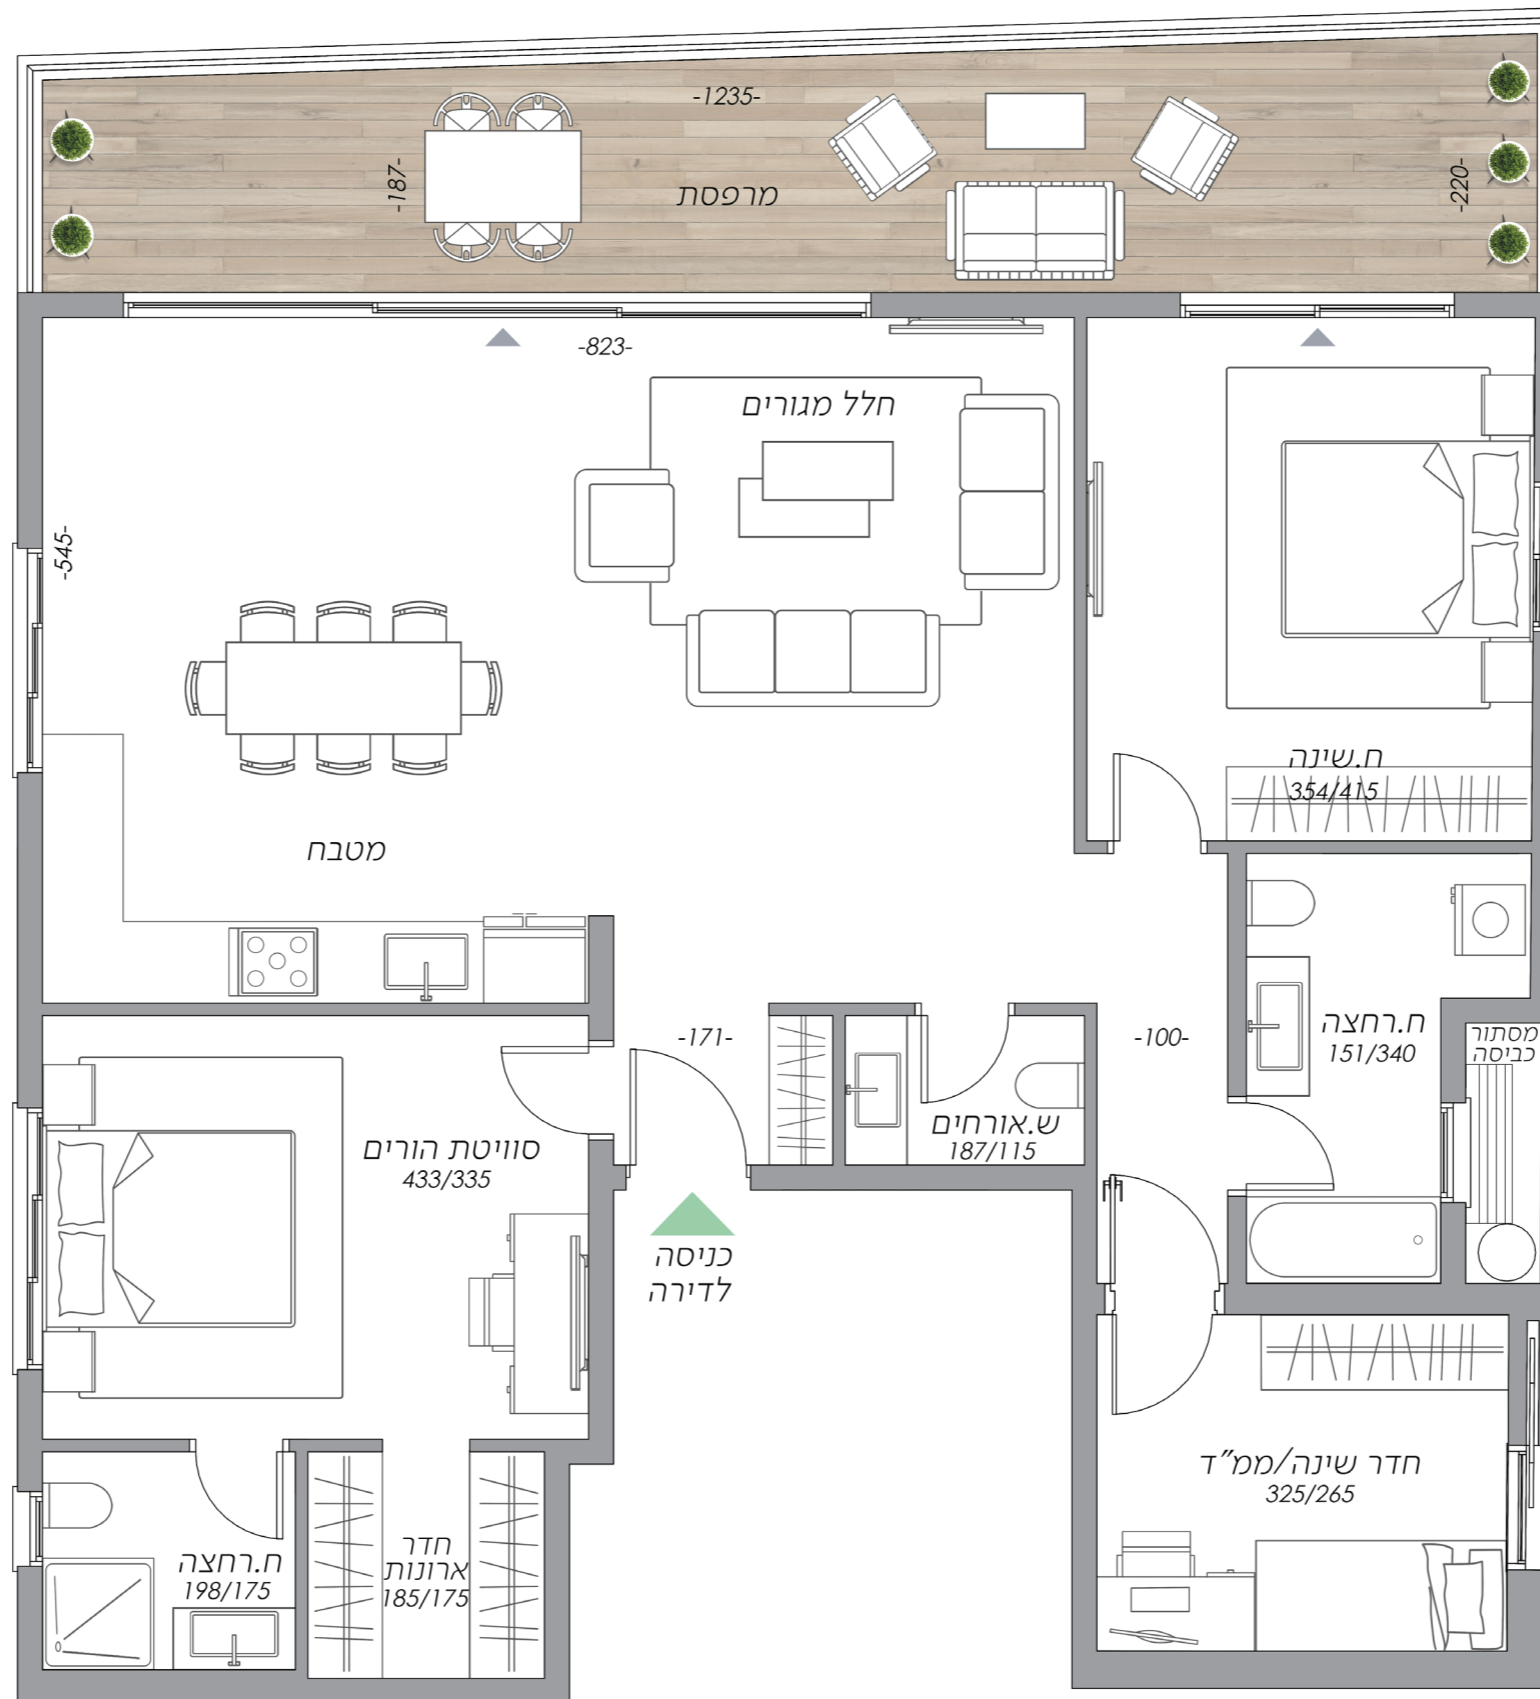 -1235-
-187-
מרפסת
-220-
-823-
חלל מגורים
-545-
ח.שינה
354/415
מטבח
-171-
-100-
ח.רחצה
151/340
מסתור
כביסה
ש.אורחים
187/115
סוויטת הורים
433/335
כניסה
לדירה
חדר שינה/ממ״ד
325/265
חדר
ארונות
185/175
ח.רחצה
198/175